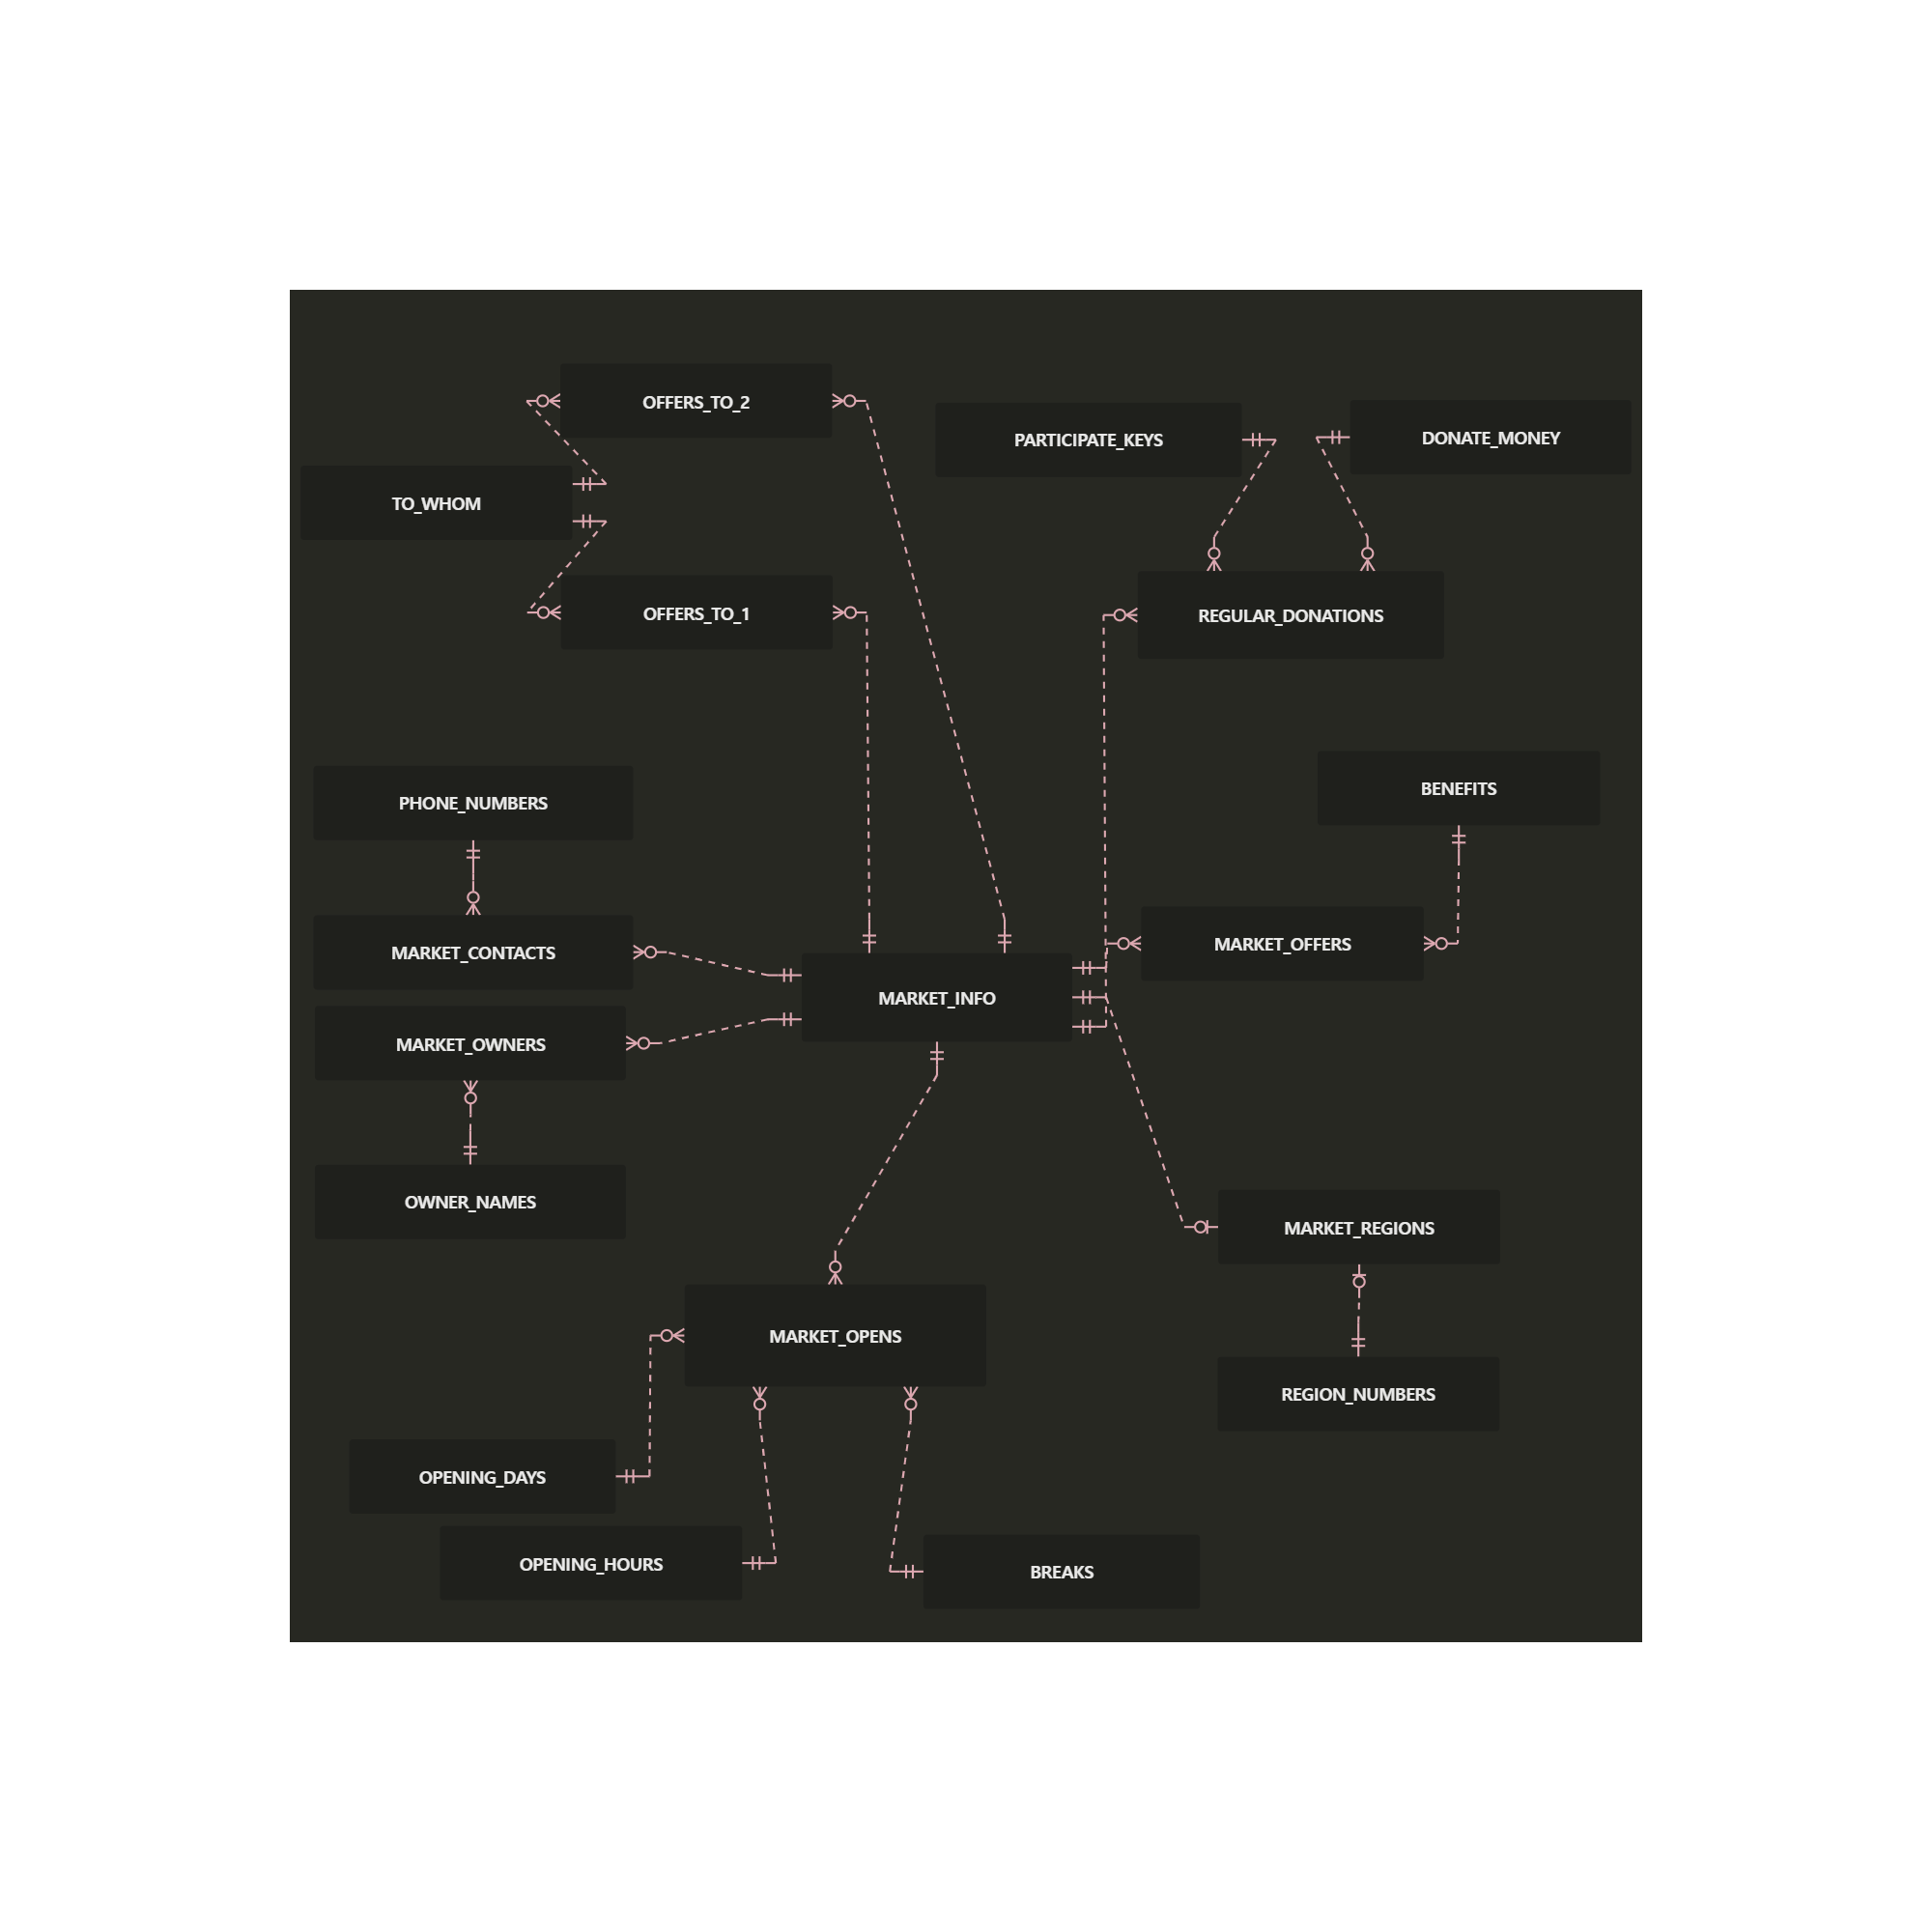 OFFERS_TO_2
PARTICIPATE_KEYS
DONATE_MONEY
TO_WHOM
OFFERS_TO_1
REGULAR_DONATIONS
PHONE_NUMBERS
BENEFITS
MARKET_CONTACTS
MARKET_OFFERS
MARKET_INFO
MARKET_OWNERS
OWNER_NAMES
MARKET_REGIONS
MARKET_OPENS
REGION_NUMBERS
OPENING_DAYS
OPENING_HOURS
BREAKS